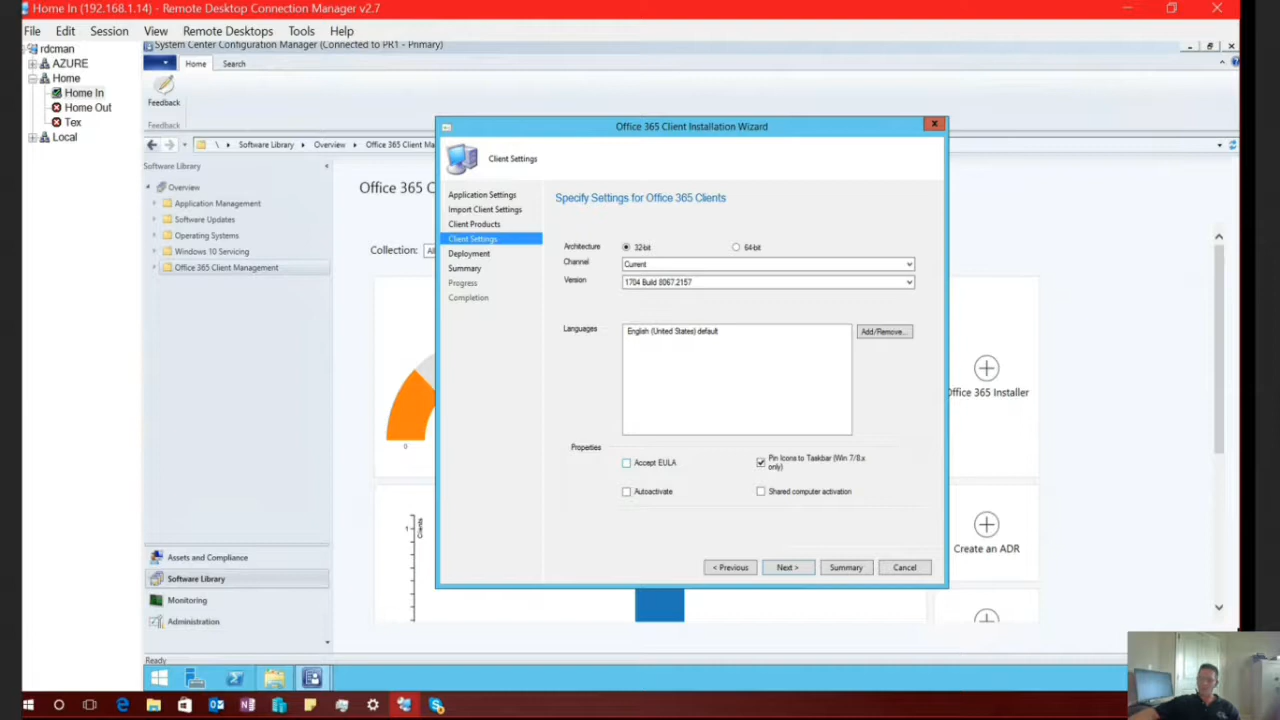 Home In (192.168.1.14) - Remote Desktop Connection Manager v2.7
File Edit Session View Remote Desktops Tools Help
rdcman
AZURE
Home
Home In
Home Out
Tex
Local
System Center Configuration Manager (Connected to PR1 - Primary)
Home Search
Feedback
Feedback
\ Software Library Overview Office 365 Client Ma
Software Library
Overview
Application Management
Software Updates
Operating Systems
Windows 10 Servicing
Office 365 Client Management
Assets and Compliance
Software Library
Monitoring
Administration
Ready
Office 365 C
Collection:
0
1
Clients
Office 365 Client Installation Wizard
Client Settings
Application Settings
Import Client Settings
Client Products
Client Settings
Deployment
Summary
Progress
Completion
Specify Settings for Office 365 Clients
Architecture 32-bit 64-bit
Channel Current
Version 1704 Build 8067.2157
Languages English (United States) default Add/Remove...
Properties
Accept EULA
Pin Icons to Taskbar (Win 7/8.x
only)
Autoactivate Shared computer activation
< Previous Next > Summary Cancel
Office 365 Installer
Create an ADR